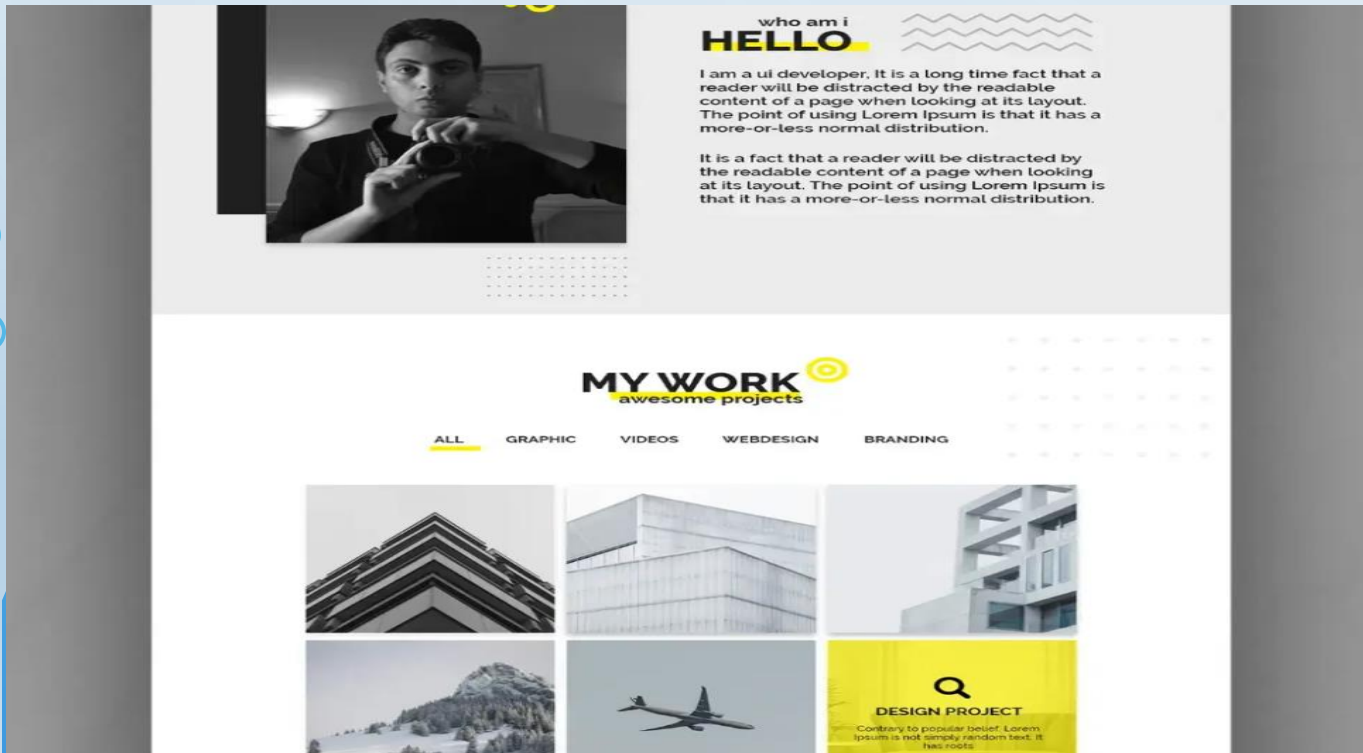 who am i
HELLO
I am a ui developer, It is a long time fact that a
reader will be distracted by the readable
content of a page when looking at its layout.
The point of using Lorem Ipsum is that it has a
more-or-less normal distribution.
It is a fact that a reader will be distracted by
the readable content of a page when looking
at its layout. The point of using Lorem Ipsum is
that it has a more-or-less normal distribution.
MY WORK
awesome projects
ALL GRAPHIC VIDEOS WEBDESIGN BRANDING
DESIGN PROJECT
Contrary to popular belief, Lorem
Ipsum is not simply random text. It
has roots